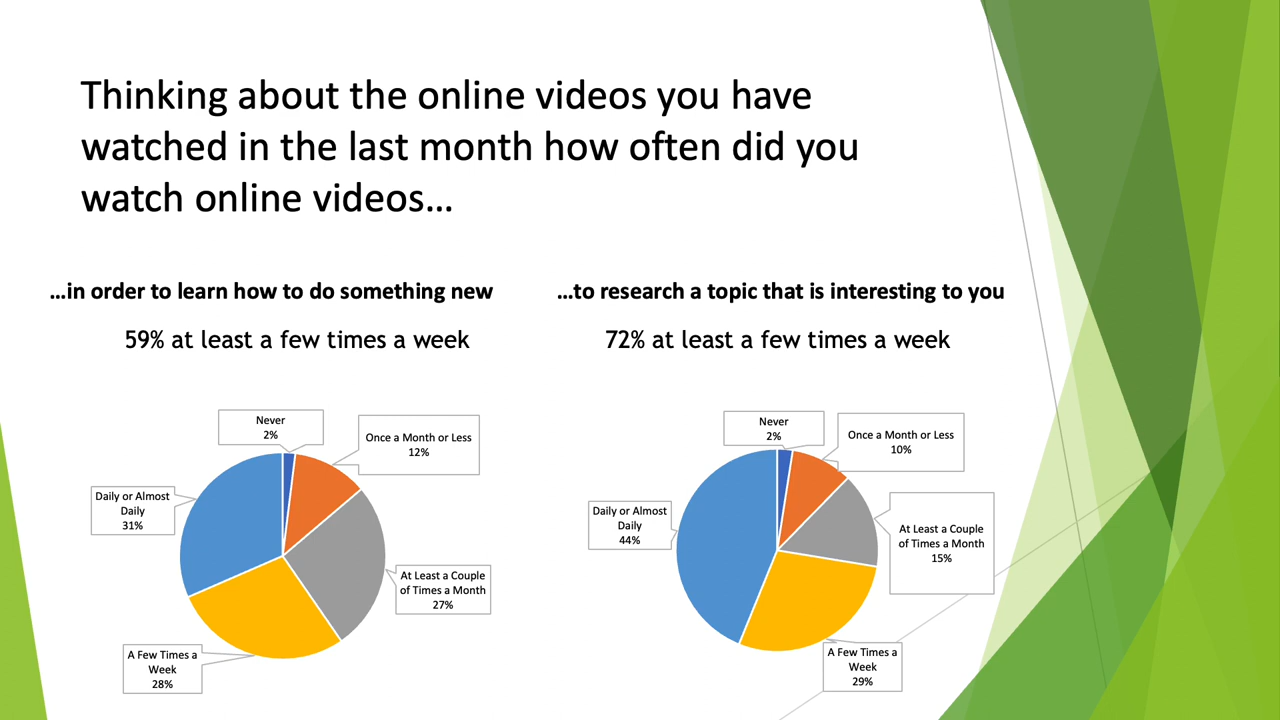 Thinking about the online videos you have
watched in the last month how often did you
watch online videos…
…in order to learn how to do something new
59% at least a few times a week
Never
2%
Once a Month or Less
12%
Daily or Almost
Daily
31%
At Least a Couple
of Times a Month
27%
A Few Times a
Week
28%
…to research a topic that is interesting to you
72% at least a few times a week
Never
2%
Once a Month or Less
10%
Daily or Almost
Daily
44%
At Least a Couple
of Times a Month
15%
A Few Times a
Week
29%